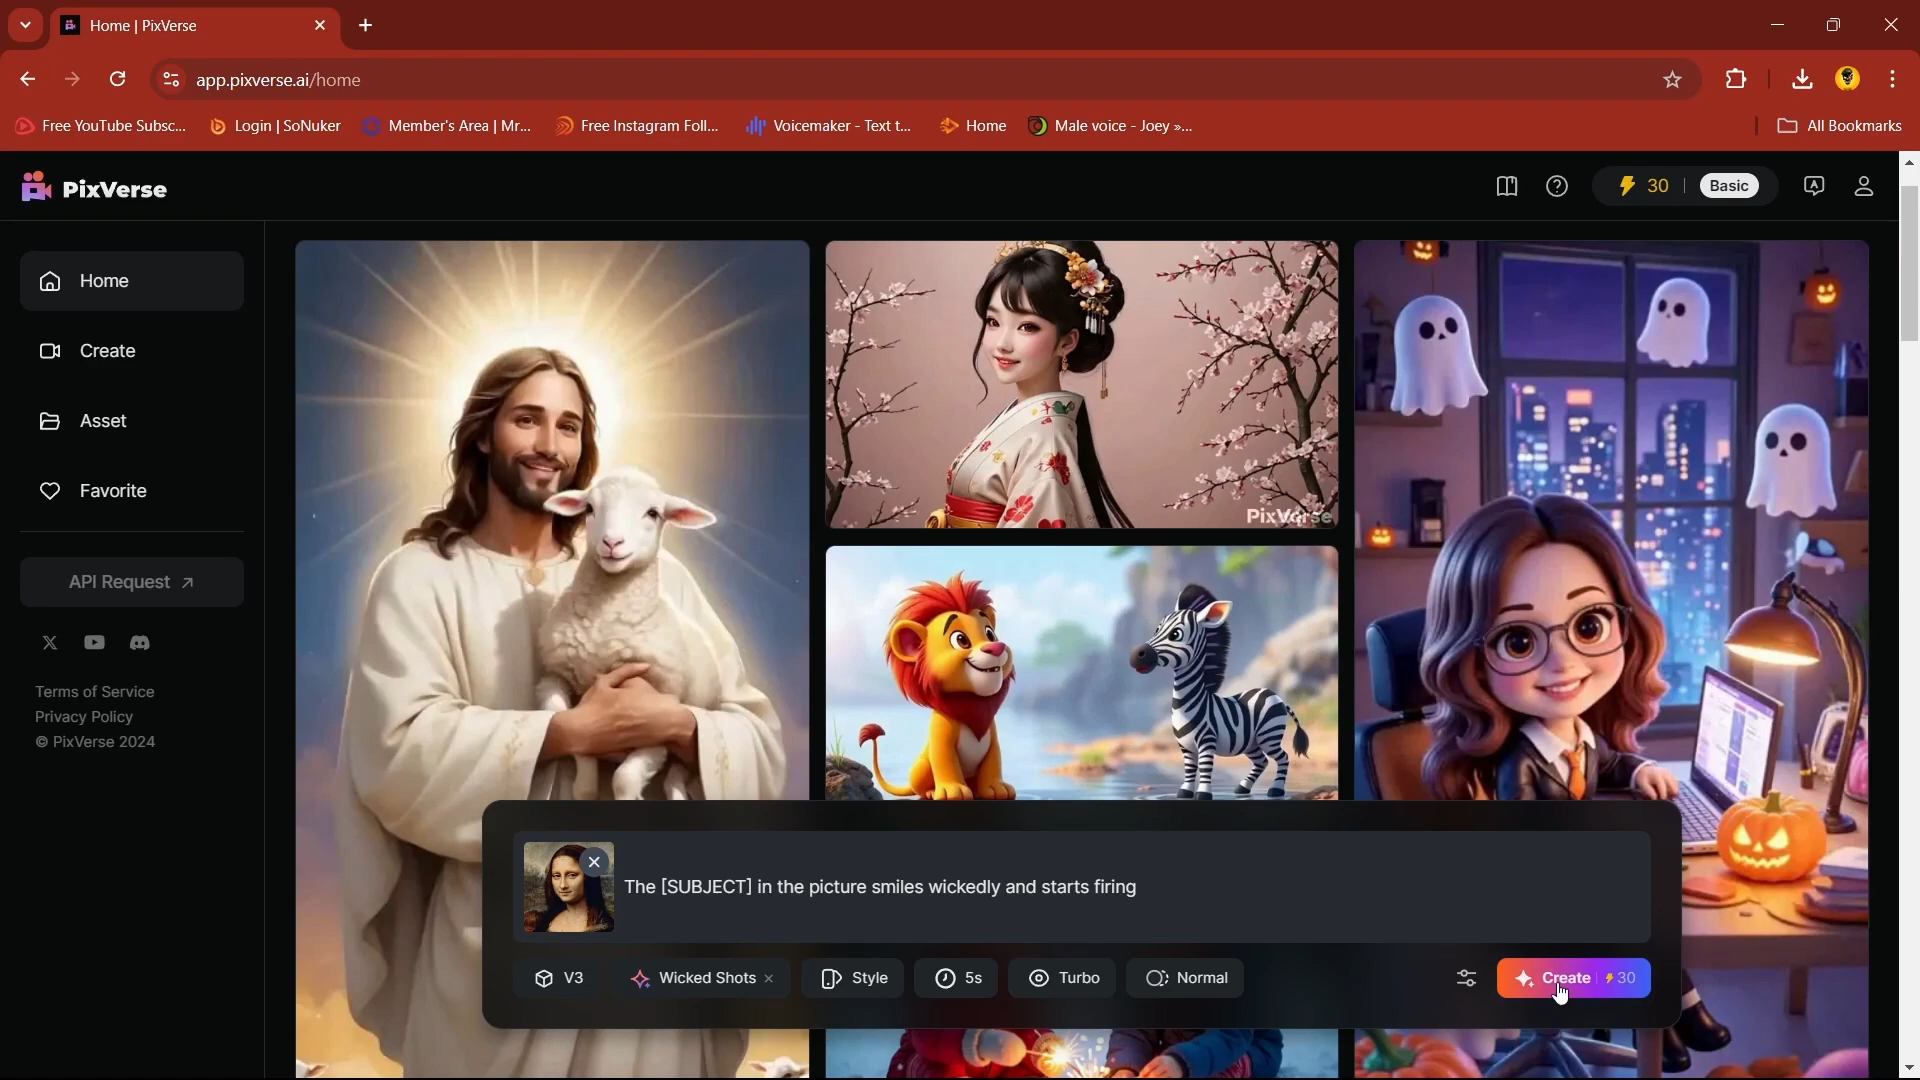 Home | PixVerse
app.pixverse.ai/home
Free YouTube Subsc...
Login | SoNuker
Member's Area | Mr...
Free Instagram Foll...
Voicemaker - Text t...
Home
Male voice - Joey »...
All Bookmarks
PixVerse
30
Basic
Home
Create
Asset
Favorite
API Request ↗
Terms of Service
Privacy Policy
© PixVerse 2024
PixVerse
The [SUBJECT] in the picture smiles wickedly and starts firing
V3
Wicked Shots ×
Style
5s
Turbo
Normal
Create
30